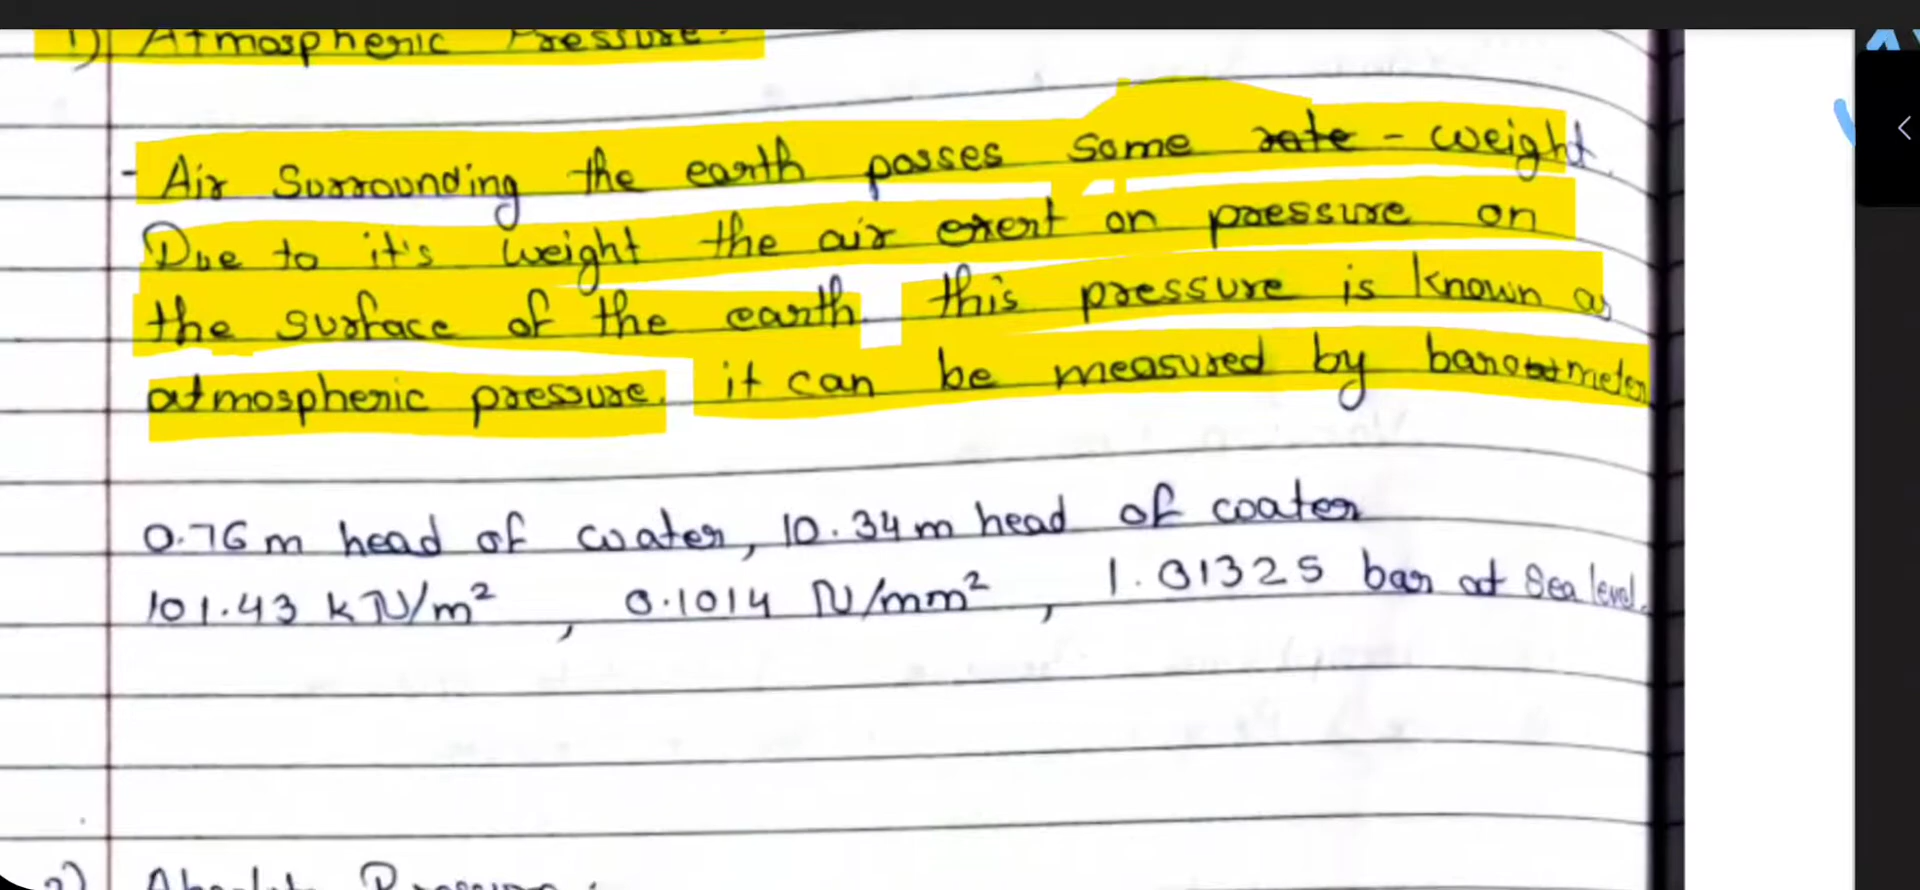 1) Atmospheric Pressure.
- Air Surrounding the earth posses some rate - weight.
Due to it's weight the air exert on pressure on
the surface of the earth. this pressure is known as
atmospheric pressure. it can be measured by barometer
0.76 m head of water, 10.34 m head of water
101.43 kN/m², 0.1014 N/mm², 1.01325 bar at Sea level.
2) Absolute Pressure :